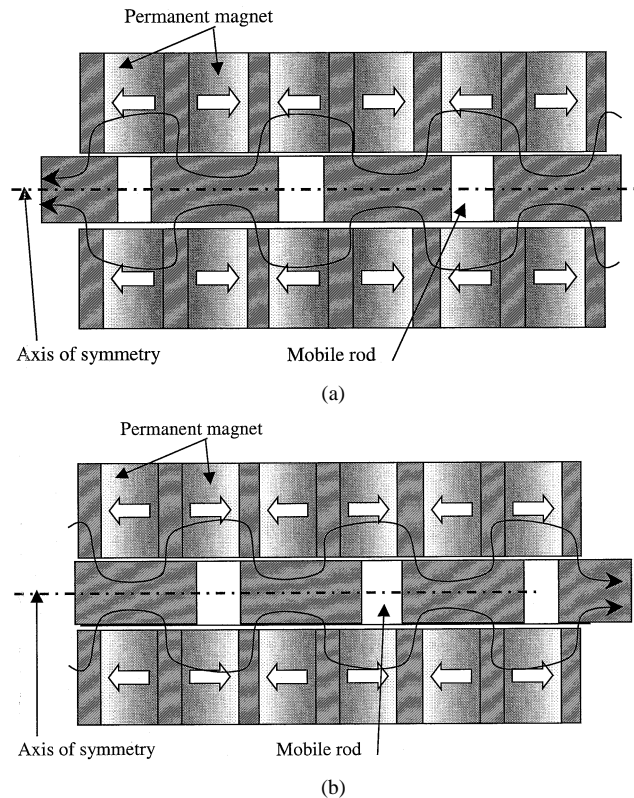 Permanent magnet
Axis of symmetry
Mobile rod
(a)
Permanent magnet
Axis of symmetry
Mobile rod
(b)